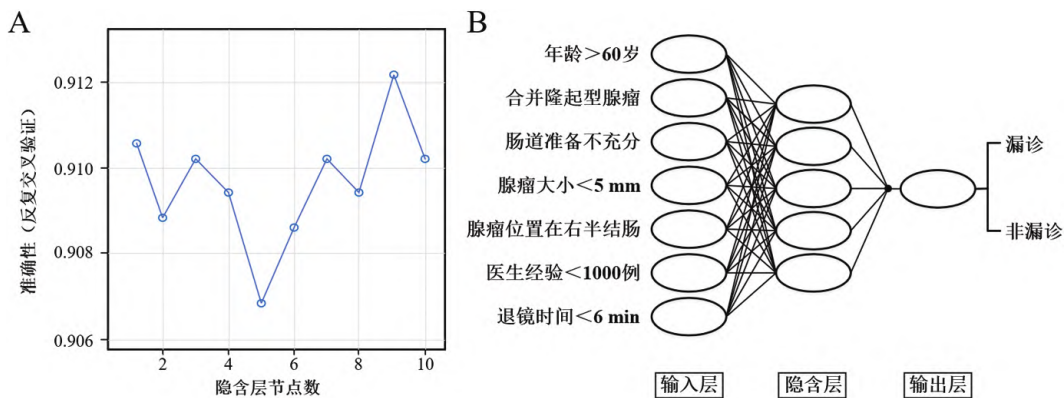 A
0.912
0.910
0.908
0.906
准确性（反复交叉验证）
2
4
6
8
10
隐含层节点数
B
年龄＞60岁
合并隆起型腺瘤
肠道准备不充分
腺瘤大小＜5 mm
腺瘤位置在右半结肠
医生经验＜1000例
退镜时间＜6 min
漏诊
非漏诊
输入层
隐含层
输出层